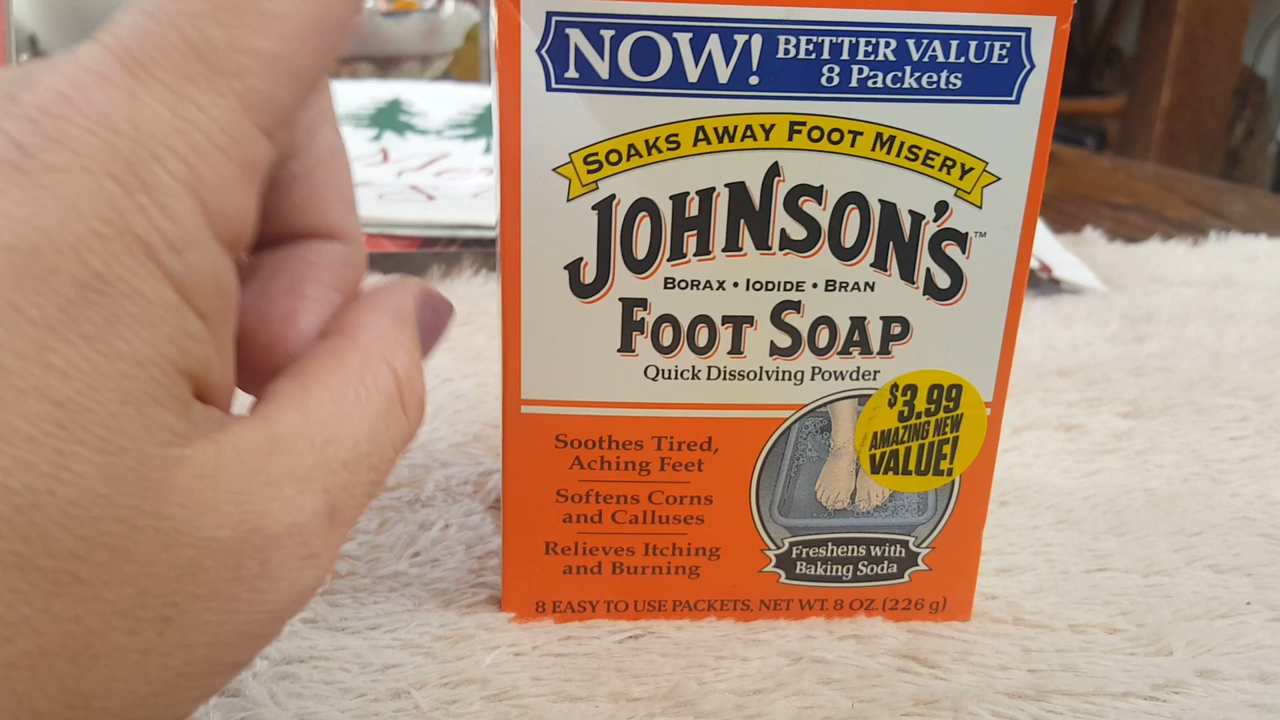 NOW! BETTER VALUE
8 Packets
SOAKS AWAY FOOT MISERY
JOHNSON'S™
BORAX • IODIDE • BRAN
FOOT SOAP
Quick Dissolving Powder
$3.99
AMAZING NEW
VALUE!
Soothes Tired,
Aching Feet
Softens Corns
and Calluses
Relieves Itching
and Burning
Freshens with
Baking Soda
8 EASY TO USE PACKETS, NET WT. 8 OZ. (226 g)